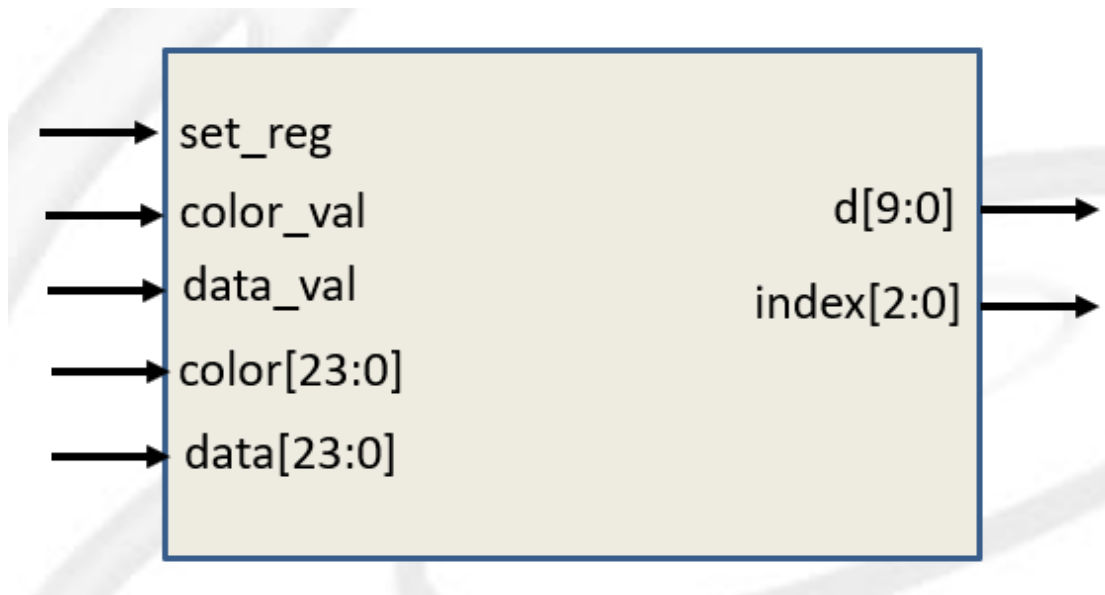 set_reg
color_val
data_val
color[23:0]
data[23:0]
d[9:0]
index[2:0]